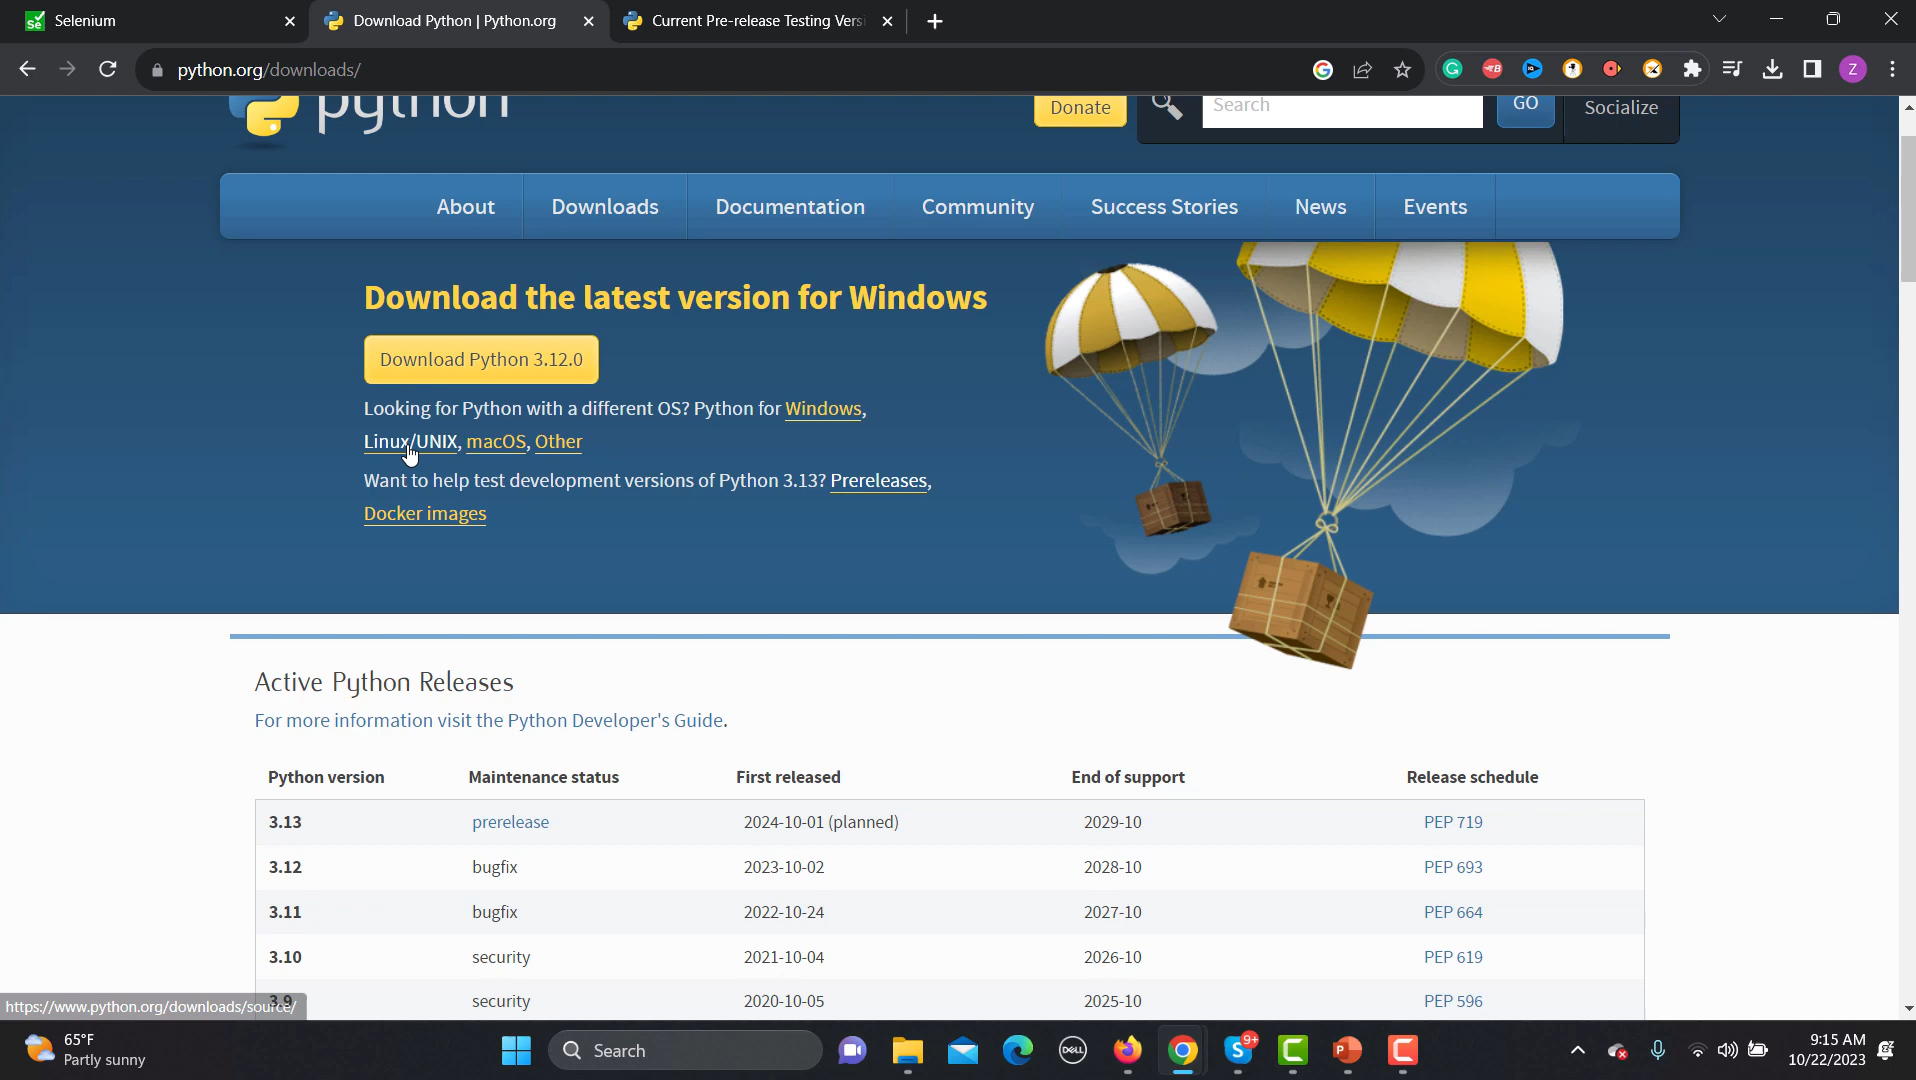 Selenium
Download Python | Python.org
Current Pre-release Testing Versi
python.org/downloads/
Z
python
Donate
Search
GO
Socialize
About
Downloads
Documentation
Community
Success Stories
News
Events
Download the latest version for Windows
Download Python 3.12.0
Looking for Python with a different OS? Python for Windows,
Linux/UNIX, macOS, Other
Want to help test development versions of Python 3.13? Prereleases,
Docker images
Active Python Releases
For more information visit the Python Developer's Guide.
Python version Maintenance status First released End of support Release schedule
3.13 prerelease 2024-10-01 (planned) 2029-10 PEP 719
3.12 bugfix 2023-10-02 2028-10 PEP 693
3.11 bugfix 2022-10-24 2027-10 PEP 664
3.10 security 2021-10-04 2026-10 PEP 619
3.9 security 2020-10-05 2025-10 PEP 596
https://www.python.org/downloads/source/
65°F
Partly sunny
Search
DELL
9+
9:15 AM
10/22/2023